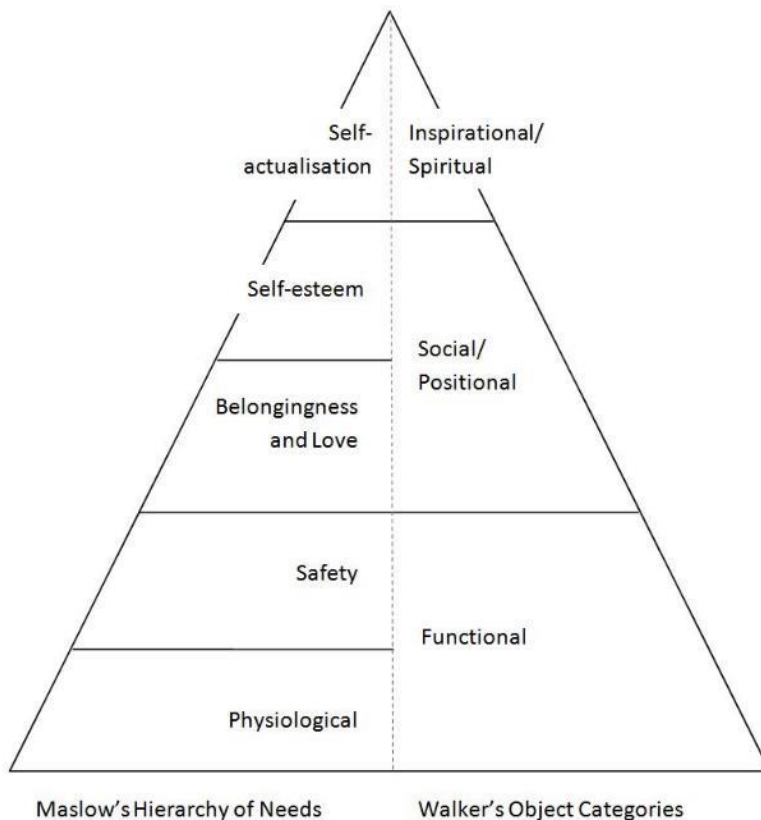 Self-
actualisation
Inspirational/
Spiritual
Self-esteem
Social/
Positional
Belongingness
and Love
Safety
Functional
Physiological
Maslow's Hierarchy of Needs
Walker's Object Categories